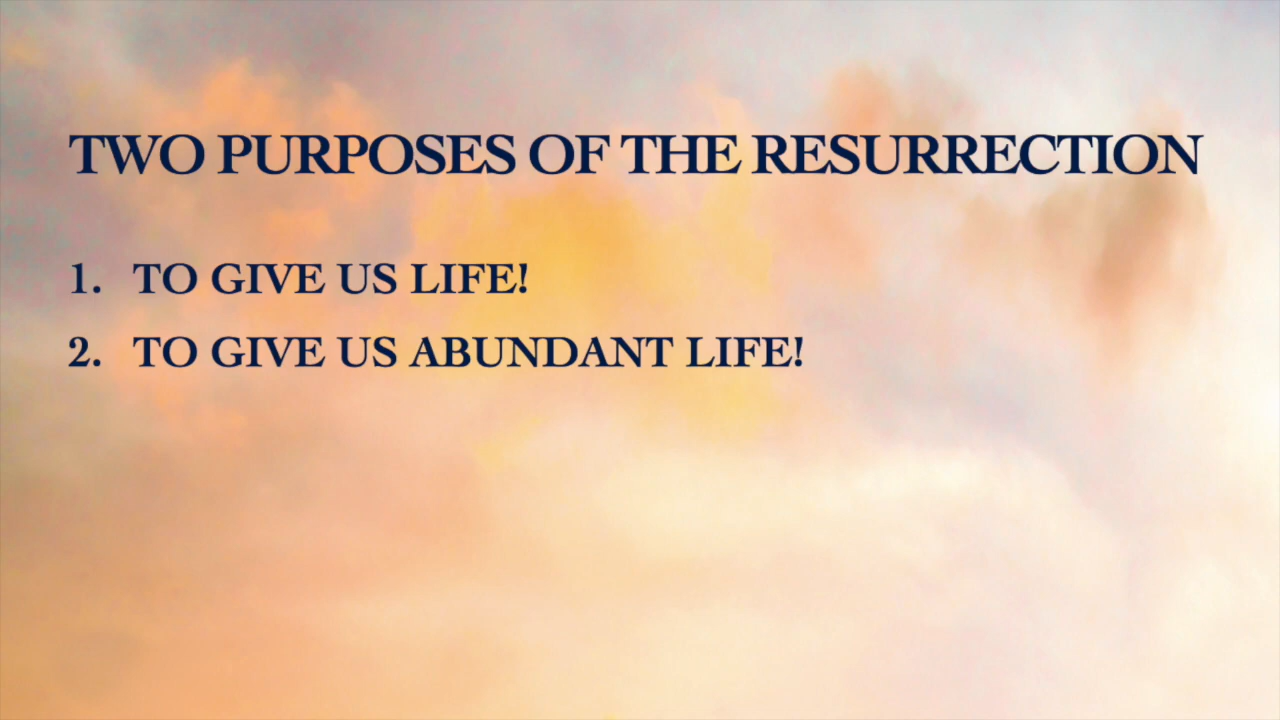 TWO PURPOSES OF THE RESURRECTION
1. TO GIVE US LIFE!
2. TO GIVE US ABUNDANT LIFE!